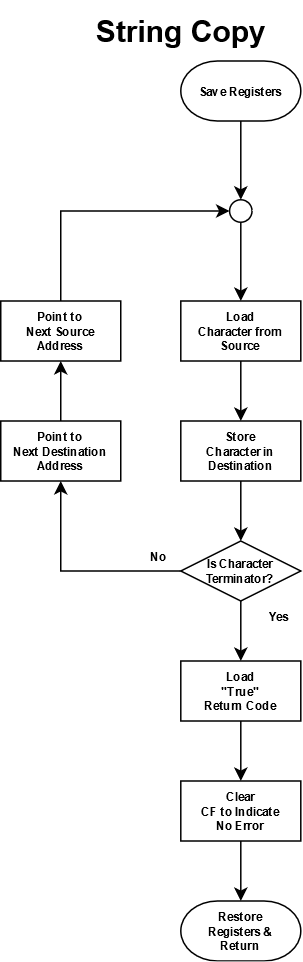 String Copy
Save Registers
Load
Character from
Source
Store
Character in
Destination
Is Character
Terminator?
No
Point to
Next Destination
Address
Point to
Next Source
Address
Yes
Load
"True"
Return Code
Clear
CF to Indicate
No Error
Restore
Registers &
Return